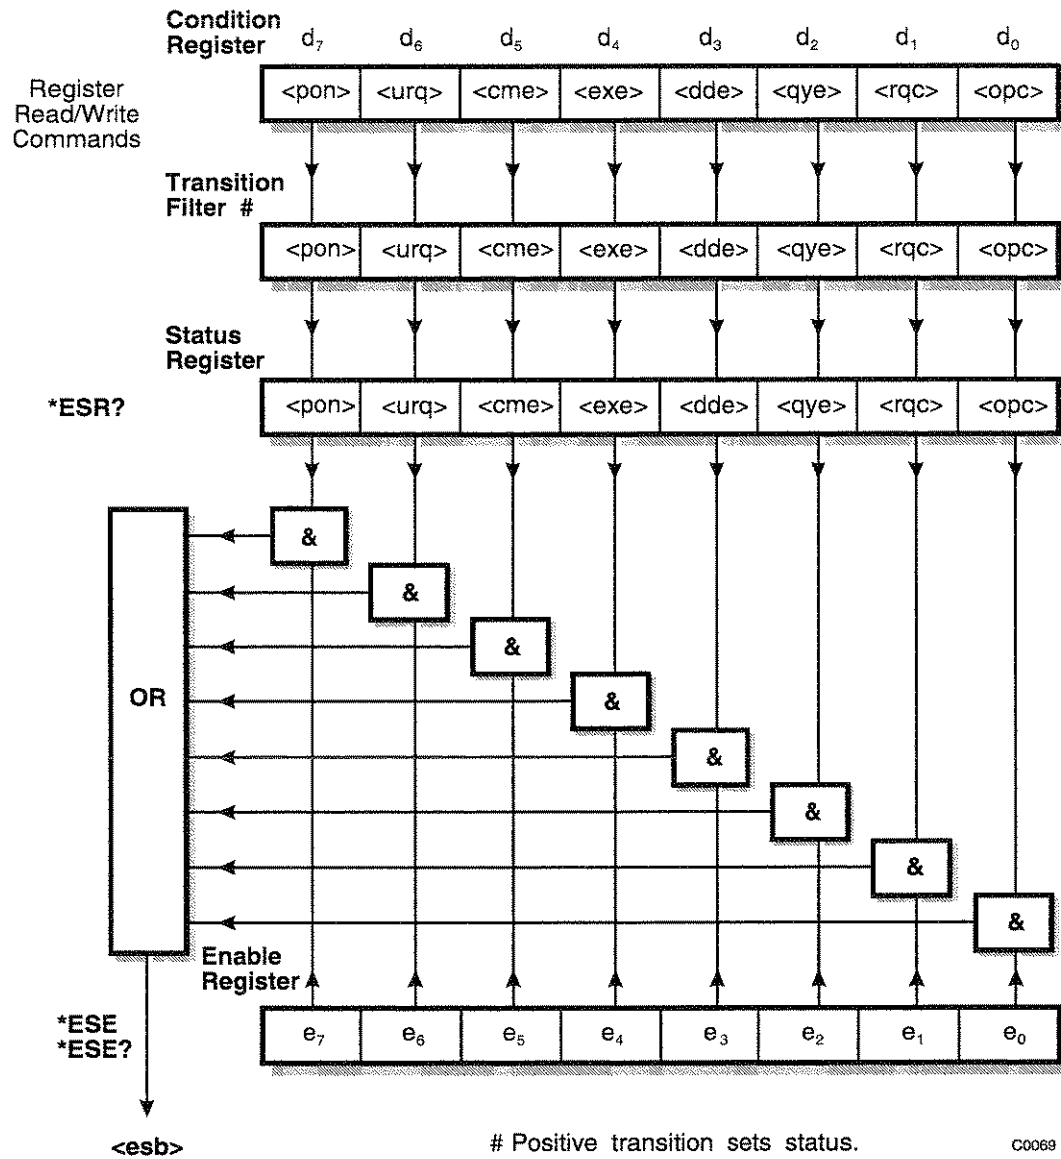 Condition
Register
d₇ d₆ d₅ d₄ d₃ d₂ d₁ d₀
Register
Read/Write
Commands
<pon> <urq> <cme> <exe> <dde> <qye> <rqc> <opc>
Transition
Filter #
<pon> <urq> <cme> <exe> <dde> <qye> <rqc> <opc>
Status
Register
*ESR?
<pon> <urq> <cme> <exe> <dde> <qye> <rqc> <opc>
&
&
&
OR
&
&
&
&
&
Enable
Register
*ESE
*ESE?
e₇ e₆ e₅ e₄ e₃ e₂ e₁ e₀
<esb>
# Positive transition sets status.
C0069